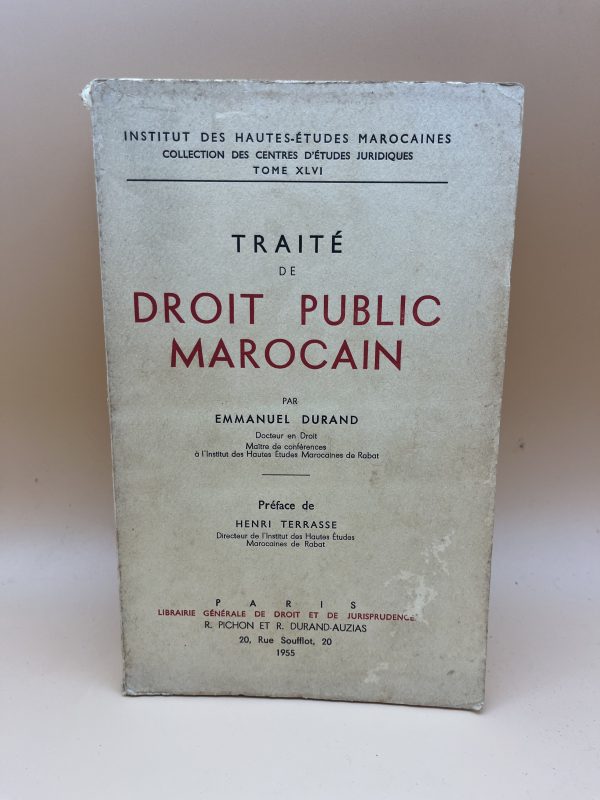 INSTITUT DES HAUTES-ÉTUDES MAROCAINES
COLLECTION DES CENTRES D'ÉTUDES JURIDIQUES
TOME XLVI
TRAITÉ
DE
DROIT PUBLIC
MAROCAIN
PAR
EMMANUEL DURAND
Docteur en Droit
Maître de conférences
à l'Institut des Hautes Études Marocaines de Rabat
Préface de
HENRI TERRASSE
Directeur de l'Institut des Hautes Études
Marocaines de Rabat
PARIS
LIBRAIRIE GÉNÉRALE DE DROIT ET DE JURISPRUDENCE
R. PICHON ET R. DURAND-AUZIAS
20, Rue Soufflot, 20
1955